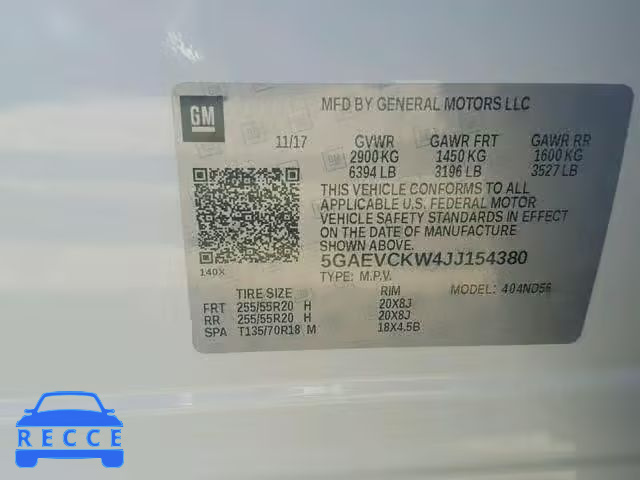 GM
MFD BY GENERAL MOTORS LLC
11/17 GVWR GAWR FRT GAWR RR
2900 KG 1450 KG 1600 KG
6394 LB 3196 LB 3527 LB
THIS VEHICLE CONFORMS TO ALL
APPLICABLE U.S. FEDERAL MOTOR
VEHICLE SAFETY STANDARDS IN EFFECT
ON THE DATE OF MANUFACTURE SHOWN ABOVE.
5GAEVCKW4JJ154380
140X
TYPE: M.P.V.
TIRE SIZE RIM MODEL: 404ND56
FRT 255/55R20 H 20X8J
RR 255/55R20 H 20X8J
SPA T135/70R18 M 18X4.5B
RECCE